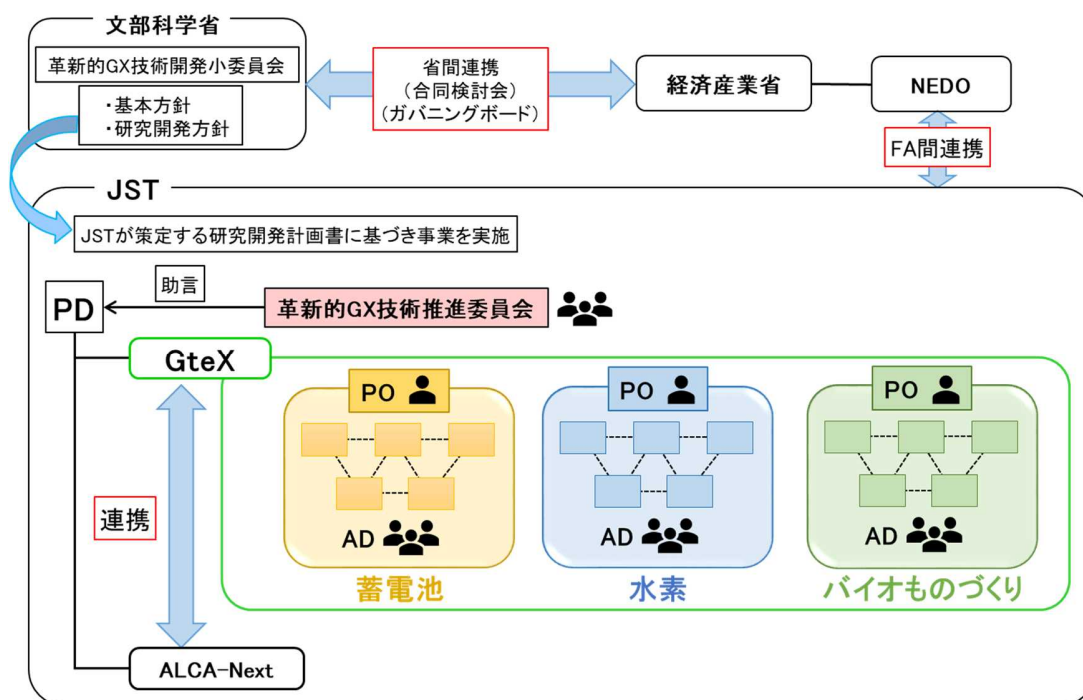 文部科学省
革新的GX技術開発小委員会
・基本方針
・研究開発方針
省間連携
(合同検討会)
(ガバニングボード)
経済産業省
NEDO
FA間連携
JST
JSTが策定する研究開発計画書に基づき事業を実施
助言
PD
革新的GX技術推進委員会
GteX
PO
PO
PO
AD
AD
AD
蓄電池
水素
バイオものづくり
連携
ALCA-Next